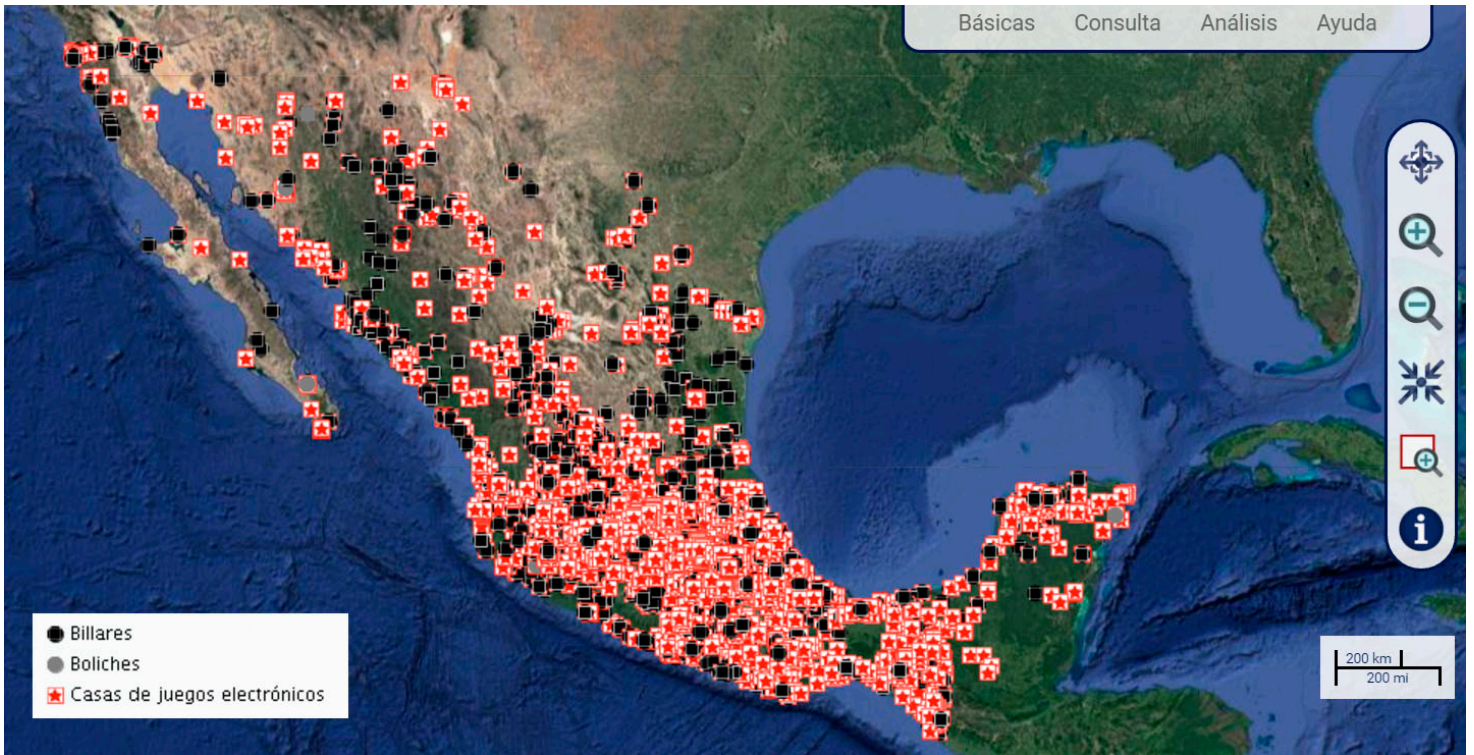 Básicas Consulta Análisis Ayuda
i
Billares
Boliches
Casas de juegos electrónicos
200 km
200 mi